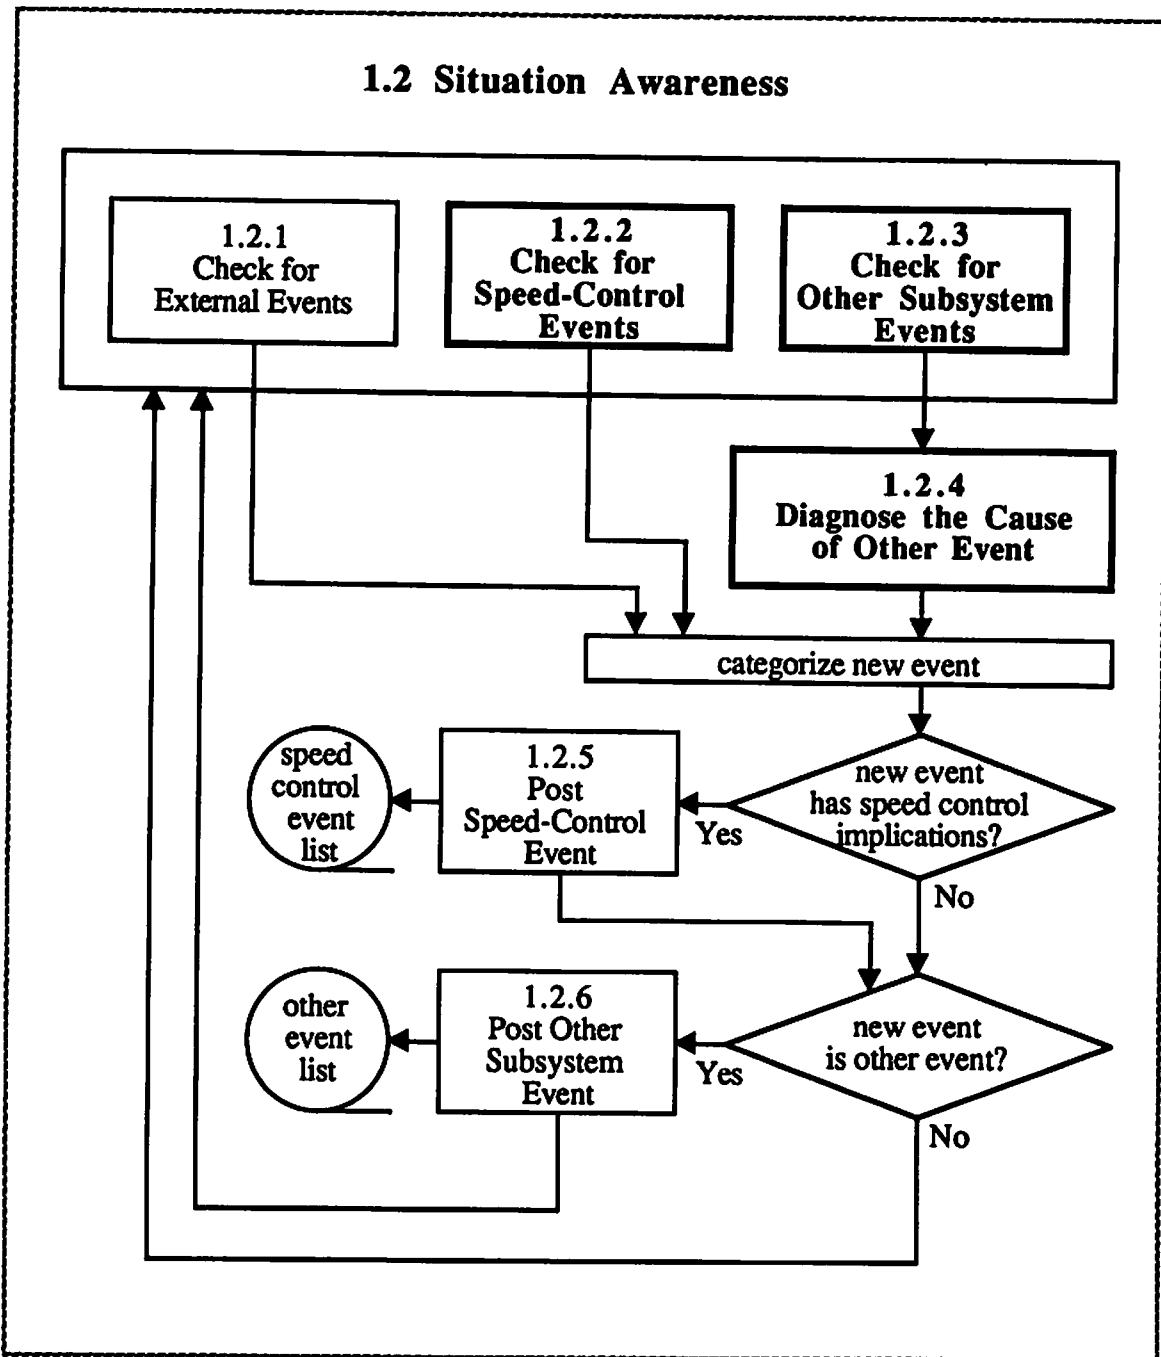 1.2 Situation Awareness
1.2.1
Check for
External Events
1.2.2
Check for
Speed-Control
Events
1.2.3
Check for
Other Subsystem
Events
1.2.4
Diagnose the Cause
of Other Event
categorize new event
new event
has speed control
implications?
Yes
No
1.2.5
Post
Speed-Control
Event
speed
control
event
list
new event
is other event?
Yes
No
1.2.6
Post Other
Subsystem
Event
other
event
list